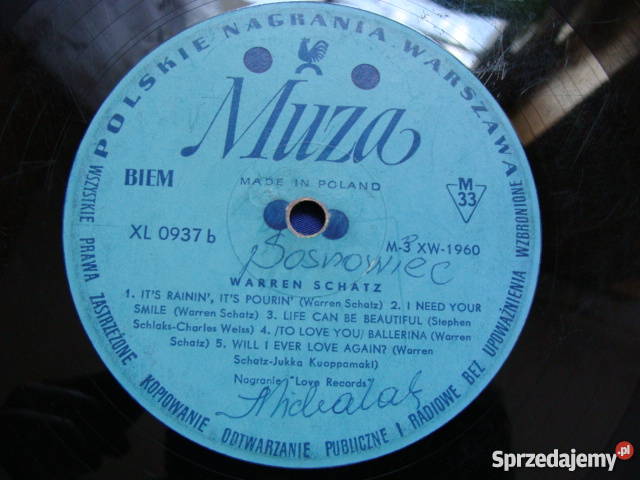 POLSKIE NAGRANIA WARSZAWA
Muza
BIEM
MADE IN POLAND
M
33
XL 0937 b
M-3 XW-1960
Sosnowiec
WARREN SCHATZ
1. IT'S RAININ', IT'S POURIN' (Warren Schatz) 2. I NEED YOUR
SMILE (Warren Schatz) 3. LIFE CAN BE BEAUTIFUL (Stephen
Schlaks-Charles Weiss) 4. /TO LOVE YOU/ BALLERINA (Warren
Schatz) 5. WILL I EVER LOVE AGAIN? (Warren
Schatz-Jukka Kuoppamaki)
Nagranie "Love Records"
Michalak
WSZYSTKIE PRAWA ZASTRZEŻONE KOPIOWANIE ODTWARZANIE PUBLICZNE I RADIOWE BEZ UPOWAŻNIENIA WZBRONIONE
Sprzedajemy.pl